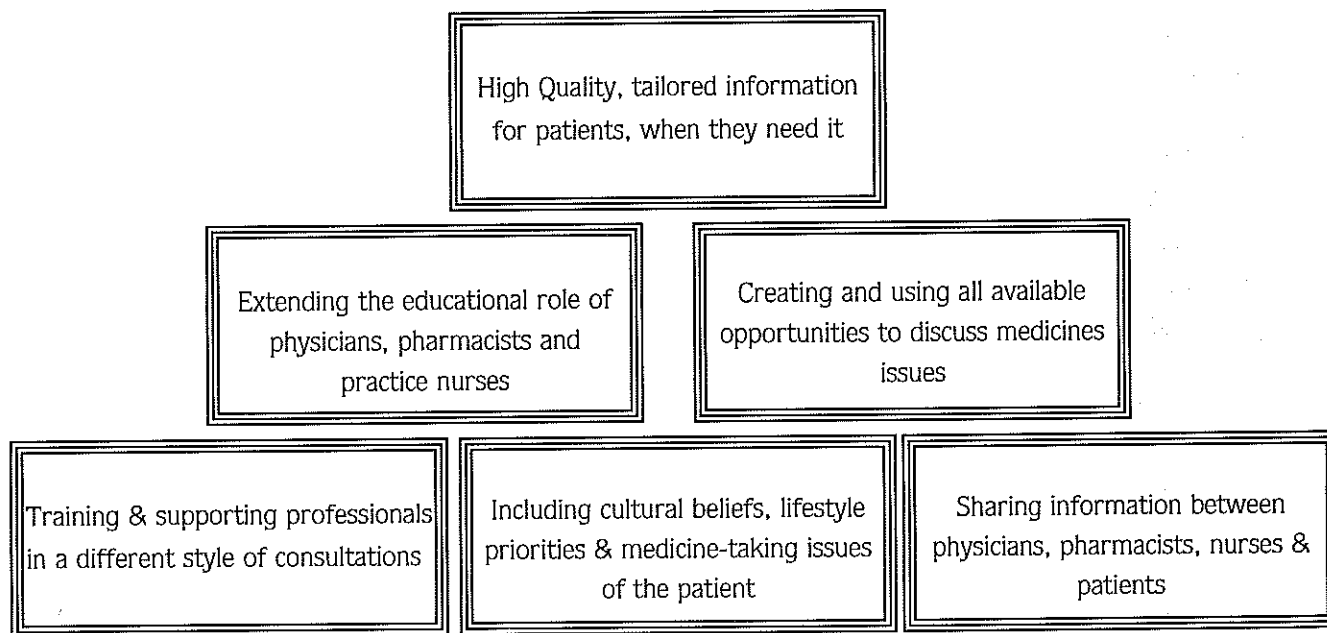 High Quality, tailored information
for patients, when they need it
Extending the educational role of
physicians, pharmacists and
practice nurses
Creating and using all available
opportunities to discuss medicines
issues
Training & supporting professionals
in a different style of consultations
Including cultural beliefs, lifestyle
priorities & medicine-taking issues
of the patient
Sharing information between
physicians, pharmacists, nurses &
patients